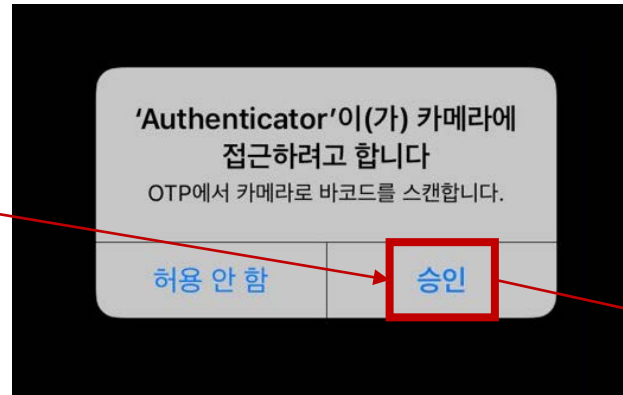 ‘Authenticator’이(가) 카메라에
접근하려고 합니다
OTP에서 카메라로 바코드를 스캔합니다.
허용 안 함
승인